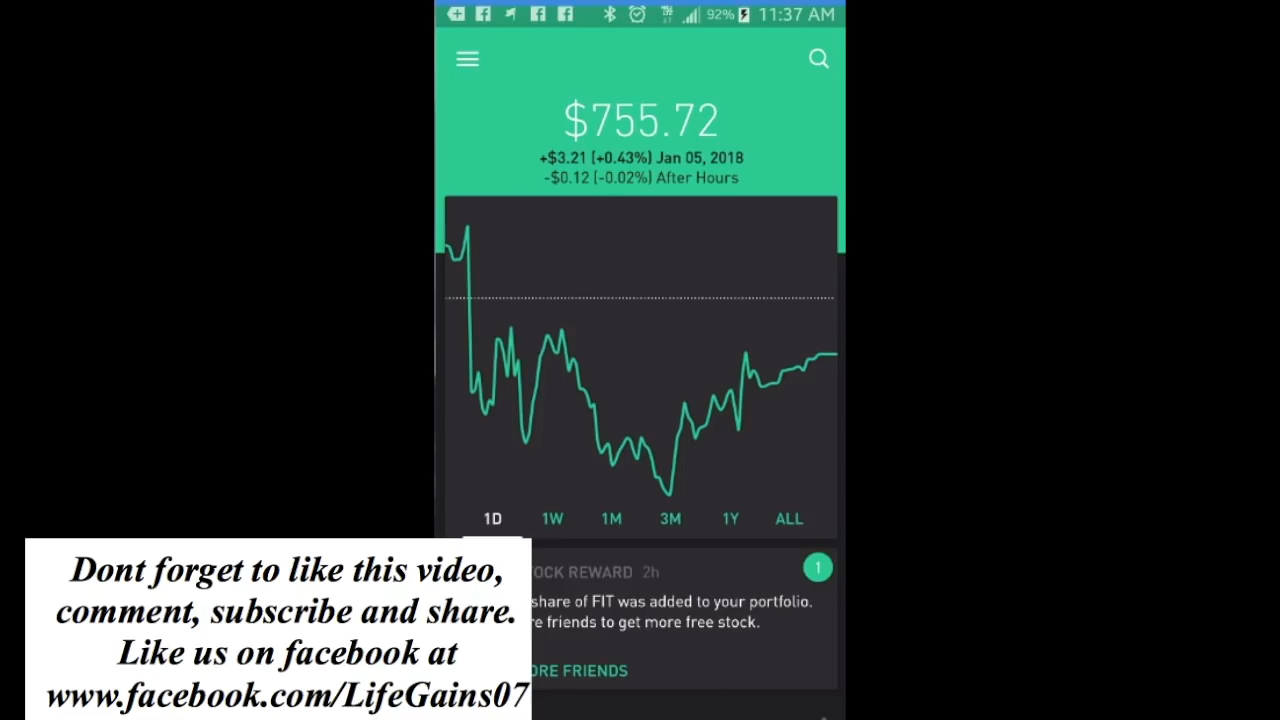 92% 11:37 AM
$755.72
+$3.21 (+0.43%) Jan 05, 2018
-$0.12 (-0.02%) After Hours
1D 1W 1M 3M 1Y ALL
OCK REWARD 2h 1
share of FIT was added to your portfolio.
re friends to get more free stock.
ORE FRIENDS
Dont forget to like this video,
comment, subscribe and share.
Like us on facebook at
www.facebook.com/LifeGains07